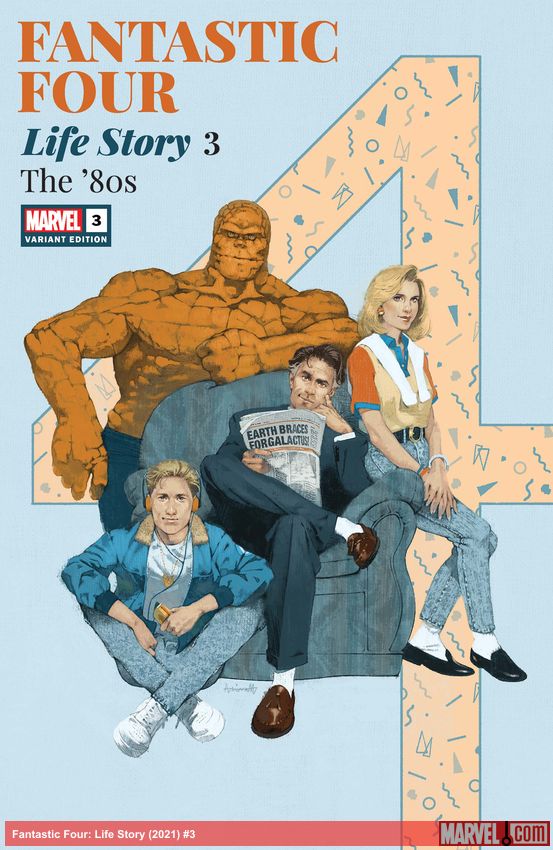 FANTASTIC
FOUR
Life Story 3
The ’80s
MARVEL 3
VARIANT EDITION
EARTH BRACES
FOR GALACTUS!
Fantastic Four: Life Story (2021) #3
MARVEL.com